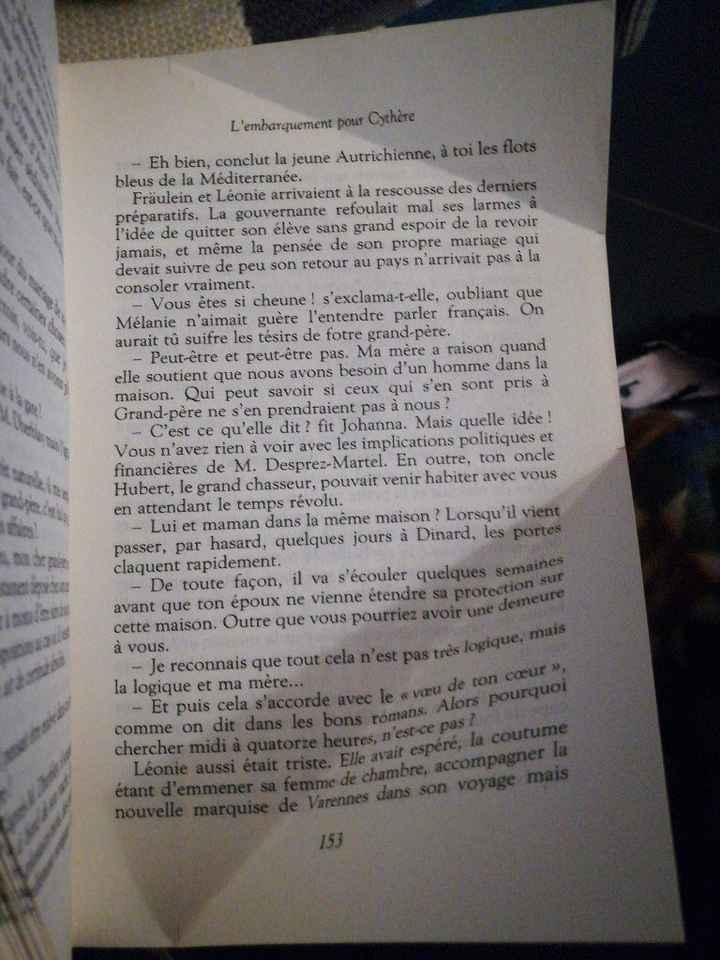 L'embarquement pour Cythère
– Eh bien, conclut la jeune Autrichienne, à toi les flots
bleus de la Méditerranée.
Fräulein et Léonie arrivaient à la rescousse des derniers
préparatifs. La gouvernante refoulait mal ses larmes à
l'idée de quitter son élève sans grand espoir de la revoir
jamais, et même la pensée de son propre mariage qui
devait suivre de peu son retour au pays n'arrivait pas à la
consoler vraiment.
– Vous êtes si cheune ! s'exclama-t-elle, oubliant que
Mélanie n'aimait guère l'entendre parler français. On
aurait tû suifre les tésirs de fotre grand-père.
– Peut-être et peut-être pas. Ma mère a raison quand
elle soutient que nous avons besoin d'un homme dans la
maison. Qui peut savoir si ceux qui s'en sont pris à
Grand-père ne s'en prendraient pas à nous ?
– C'est ce qu'elle dit ? fit Johanna. Mais quelle idée !
Vous n'avez rien à voir avec les implications politiques et
financières de M. Desprez-Martel. En outre, ton oncle
Hubert, le grand chasseur, pouvait venir habiter avec vous
en attendant le temps révolu.
– Lui et maman dans la même maison ? Lorsqu'il vient
passer, par hasard, quelques jours à Dinard, les portes
claquent rapidement.
– De toute façon, il va s'écouler quelques semaines
avant que ton époux ne vienne étendre sa protection sur
cette maison. Outre que vous pourriez avoir une demeure
à vous.
– Je reconnais que tout cela n'est pas très logique, mais
la logique et ma mère...
– Et puis cela s'accorde avec le « vœu de ton cœur »,
comme on dit dans les bons romans. Alors pourquoi
chercher midi à quatorze heures, n'est-ce pas ?
Léonie aussi était triste. Elle avait espéré, la coutume
étant d'emmener sa femme de chambre, accompagner la
nouvelle marquise de Varennes dans son voyage mais
153